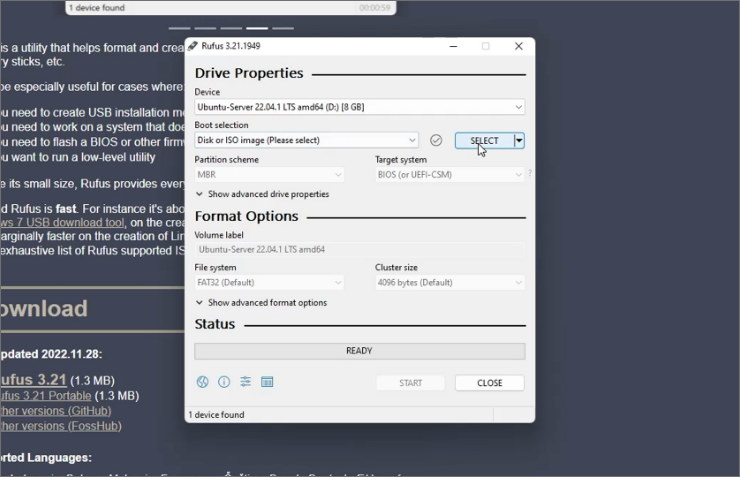 1 device found 00:00:59
is a utility that helps format and crea
ry sticks, etc.
be especially useful for cases where
u need to create USB installation me
u need to work on a system that doe
u need to flash a BIOS or other firm
u want to run a low-level utility
e its small size, Rufus provides every
d Rufus is fast. For instance it's abo
ws 7 USB download tool, on the crea
arginally faster on the creation of Lin
exhaustive list of Rufus supported IS
ownload
pdated 2022.11.28:
ufus 3.21 (1.3 MB)
ufus 3.21 Portable (1.3 MB)
ther versions (GitHub)
ther versions (FossHub)
rted Languages:
Rufus 3.21.1949
Drive Properties
Device
Ubuntu-Server 22.04.1 LTS amd64 (D:) [8 GB]
Boot selection
Disk or ISO image (Please select) SELECT
Partition scheme Target system
MBR BIOS (or UEFI-CSM) ?
Show advanced drive properties
Format Options
Volume label
Ubuntu-Server 22.04.1 LTS amd64
File system Cluster size
FAT32 (Default) 4096 bytes (Default)
Show advanced format options
Status
READY
START CLOSE
1 device found